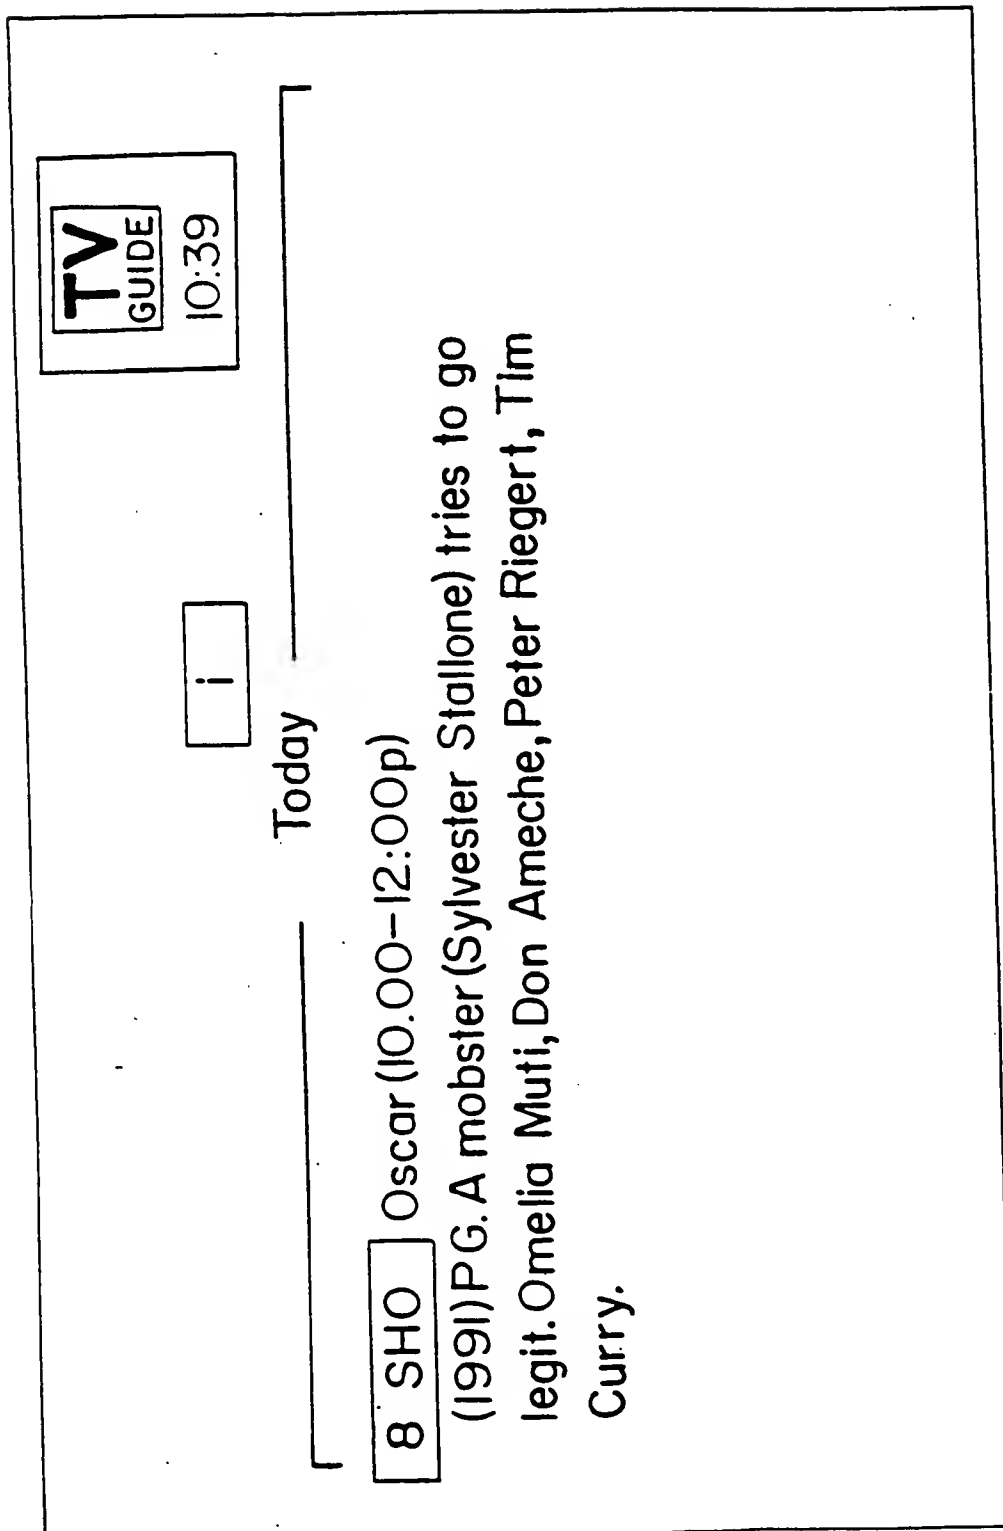 TV
GUIDE
10:39
i
Today
8 SHO Oscar (10.00-12:00p)
(1991) PG. A mobster (Sylvester Stallone) tries to go
legit. Omelia Muti, Don Ameche, Peter Riegert, Tim
Curry.